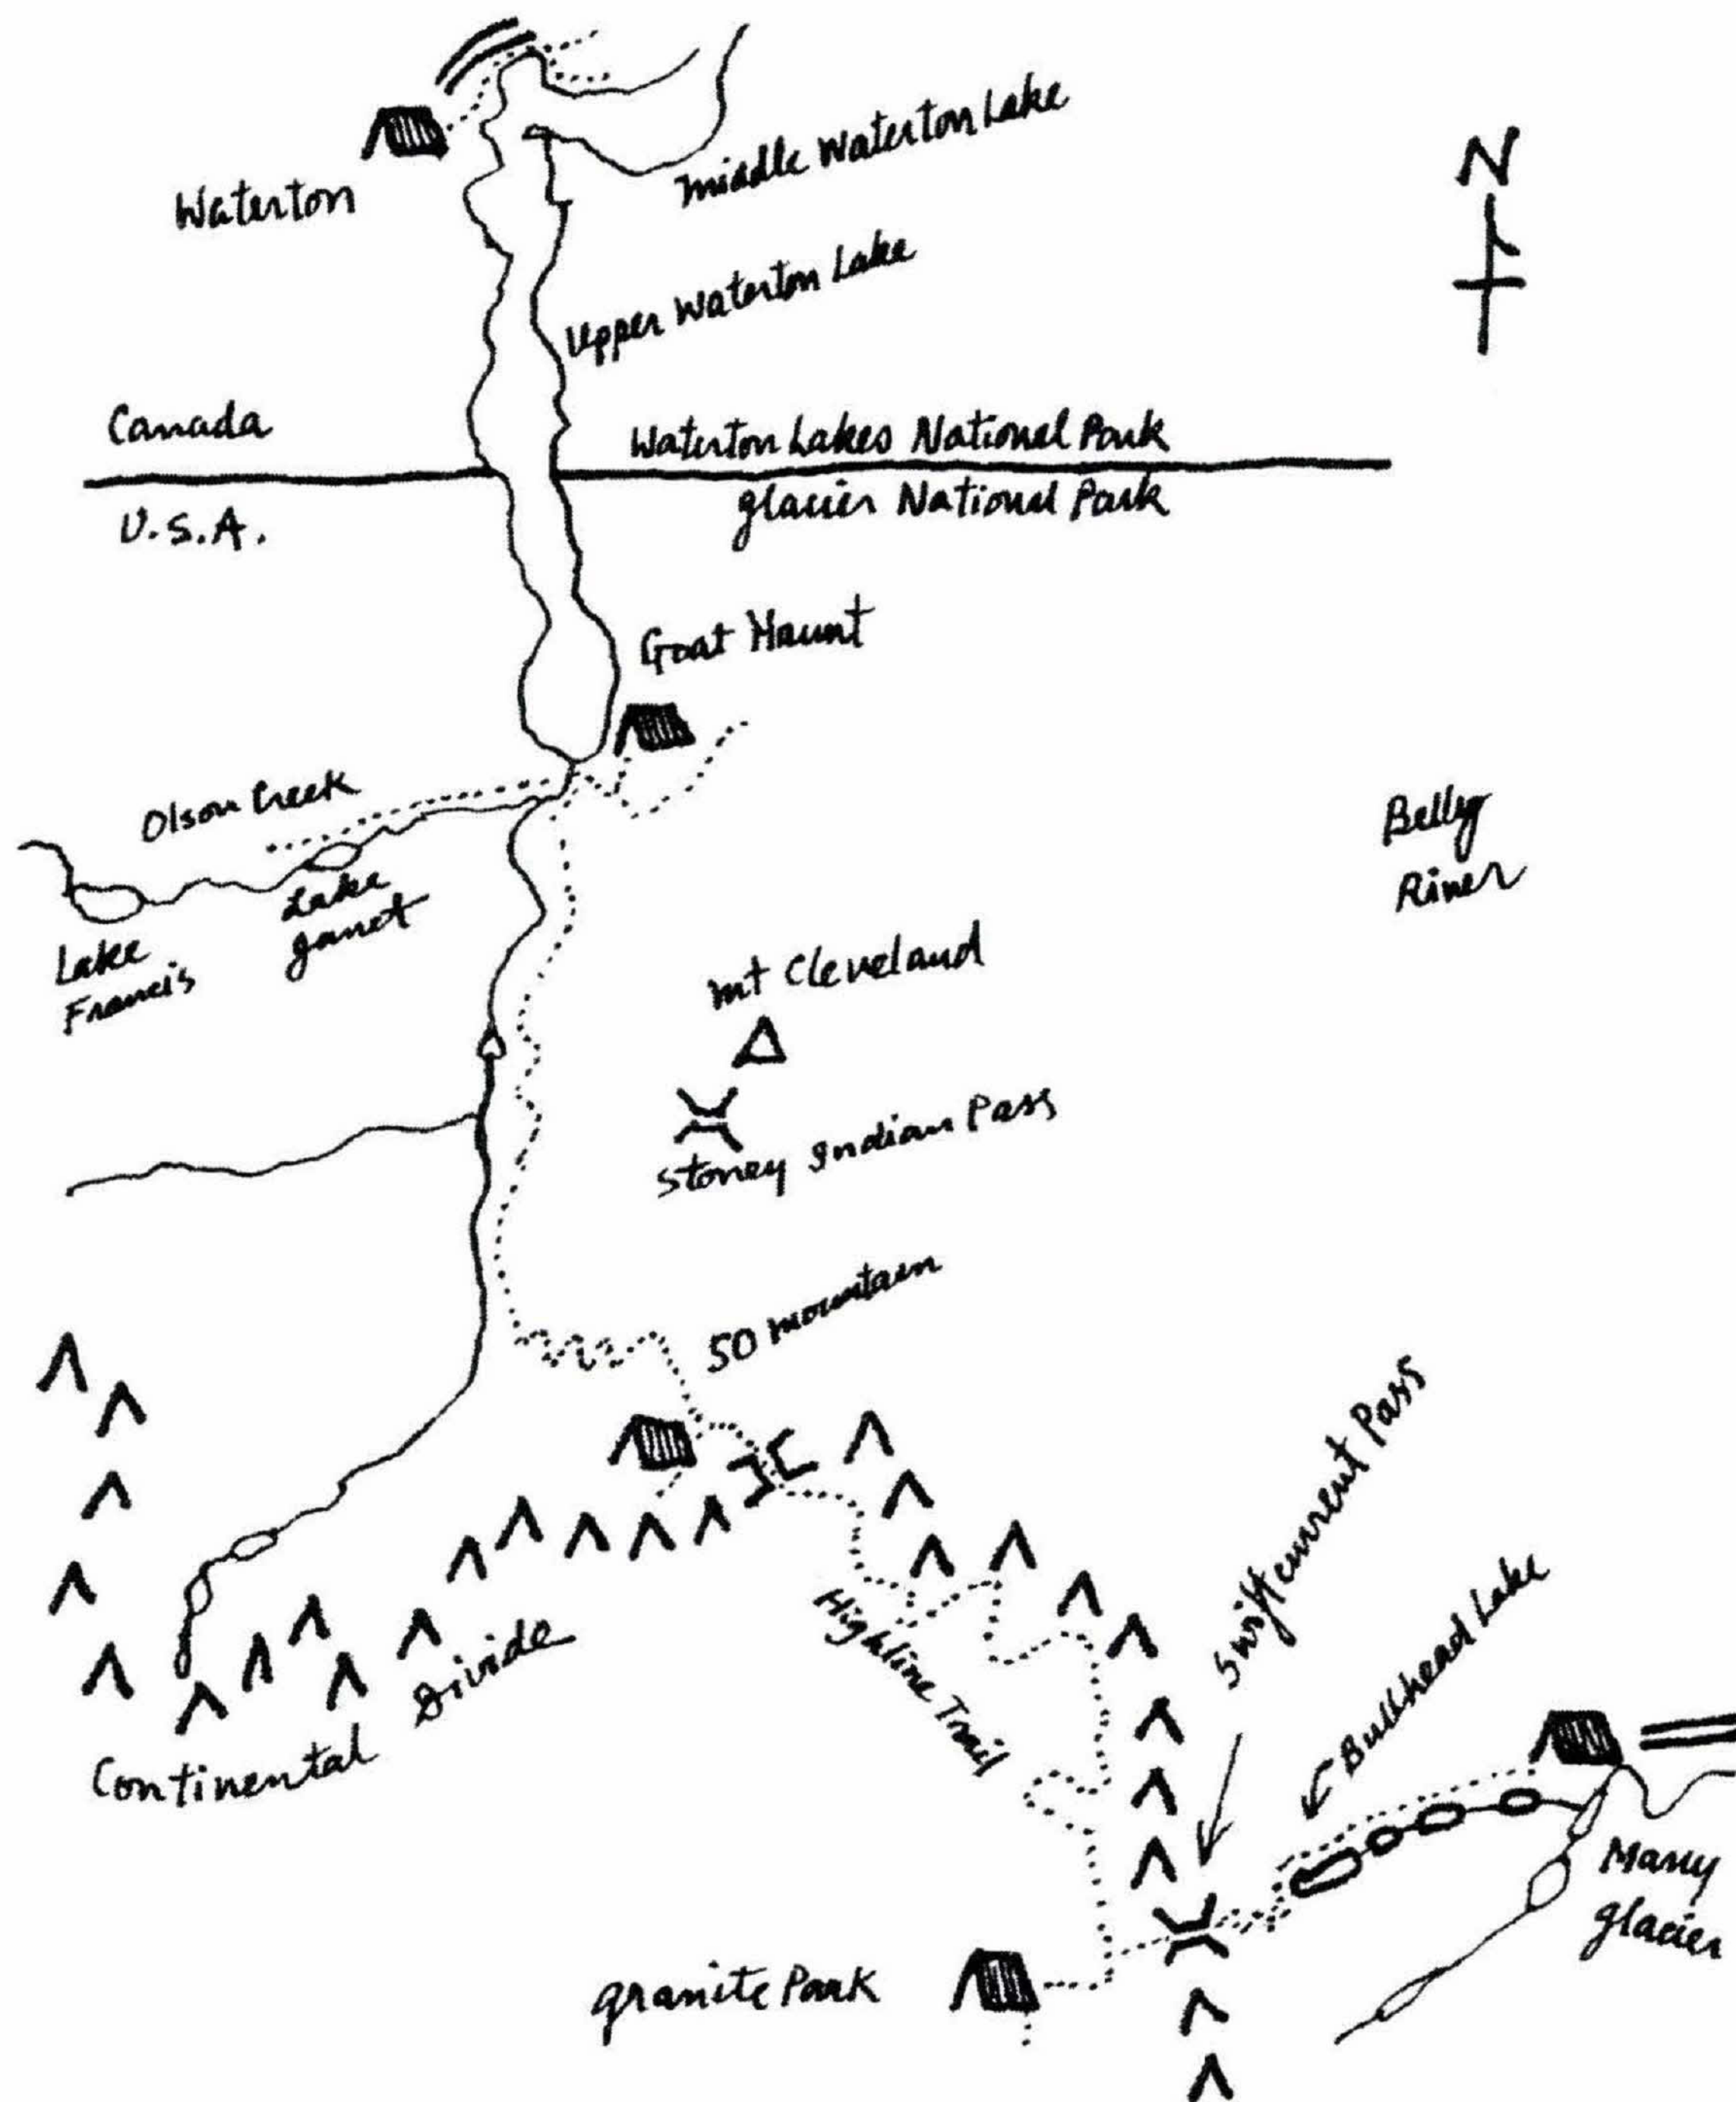 N
Middle Waterton Lake
Waterton
Upper Waterton Lake
Canada
Waterton Lakes National Park
U.S.A.
Glacier National Park
Goat Haunt
Olson Creek
Belly
River
Lake
Janet
Lake
Francis
Mt Cleveland
Stoney Indian Pass
50 Mountain
Swiftcurrent Pass
Bullhead Lake
Highline Trail
Continental Divide
Many
Glacier
Granite Park